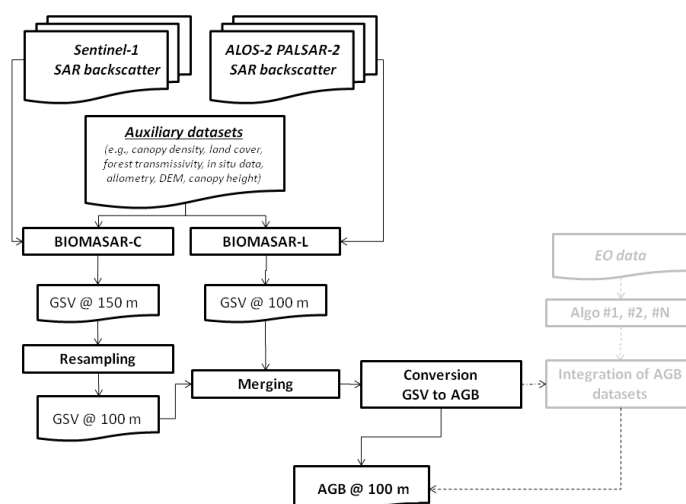 Sentinel-1
SAR backscatter
ALOS-2 PALSAR-2
SAR backscatter
Auxiliary datasets
(e.g., canopy density, land cover,
forest transmissivity, in situ data,
allometry, DEM, canopy height)
BIOMASAR-C
BIOMASAR-L
EO data
GSV @ 150 m
GSV @ 100 m
Algo #1, #2, #N
Resampling
Merging
Conversion
GSV to AGB
Integration of AGB
datasets
GSV @ 100 m
AGB @ 100 m